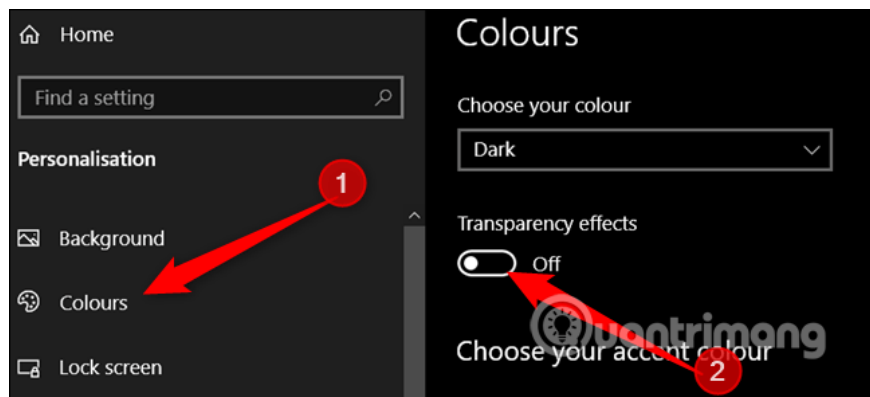 Home
Find a setting
Personalisation
1
Background
Colours
Lock screen
Colours
Choose your colour
Dark
Transparency effects
Off
Quantrimang
Choose your accent colour
2